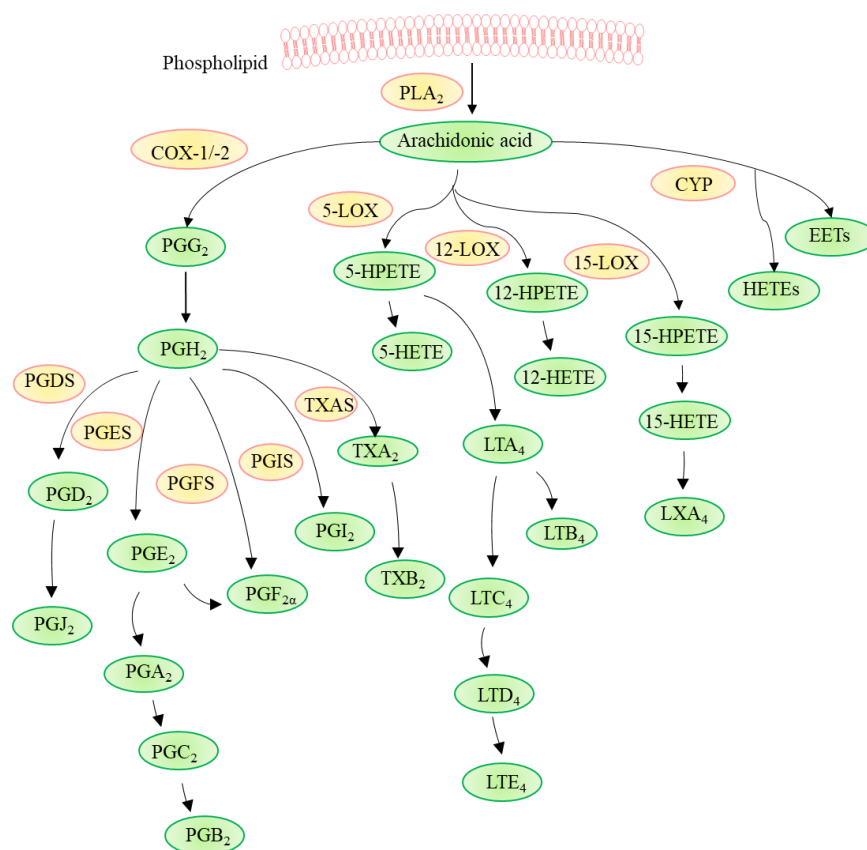 Phospholipid
PLA₂
Arachidonic acid
COX-1/-2
CYP
5-LOX
EETs
PGG₂
12-LOX
15-LOX
5-HPETE
12-HPETE
HETEs
15-HPETE
PGH₂
5-HETE
12-HETE
PGDS
TXAS
15-HETE
PGES
TXA₂
LTA₄
PGIS
PGFS
PGD₂
LXA₄
PGI₂
LTB₄
PGE₂
TXB₂
PGF₂α
LTC₄
PGJ₂
PGA₂
LTD₄
PGC₂
LTE₄
PGB₂